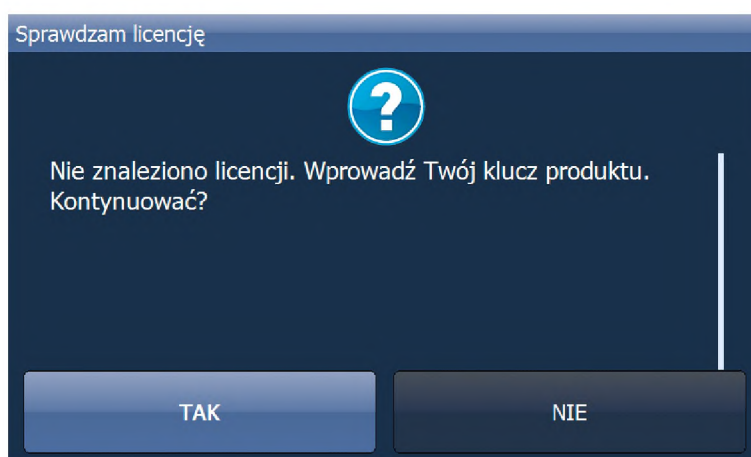 Sprawdzam licencję
Nie znaleziono licencji. Wprowadź Twój klucz produktu.
Kontynuować?
TAK
NIE